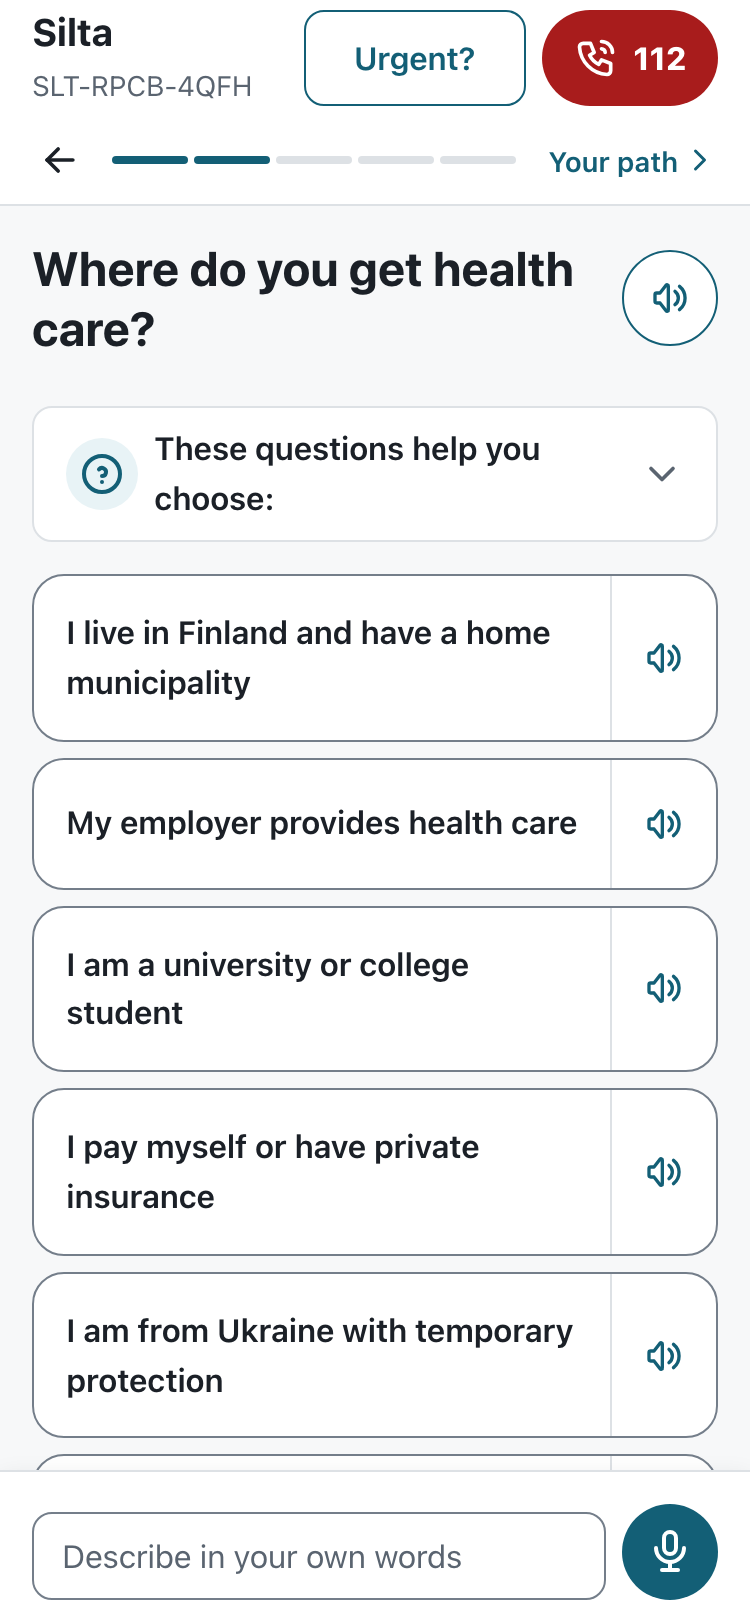 Silta
SLT-RPCB-4QFH
Urgent?
112
Your path
Where do you get health
care?
These questions help you
choose:
I live in Finland and have a home
municipality
My employer provides health care
I am a university or college
student
I pay myself or have private
insurance
I am from Ukraine with temporary
protection
Describe in your own words